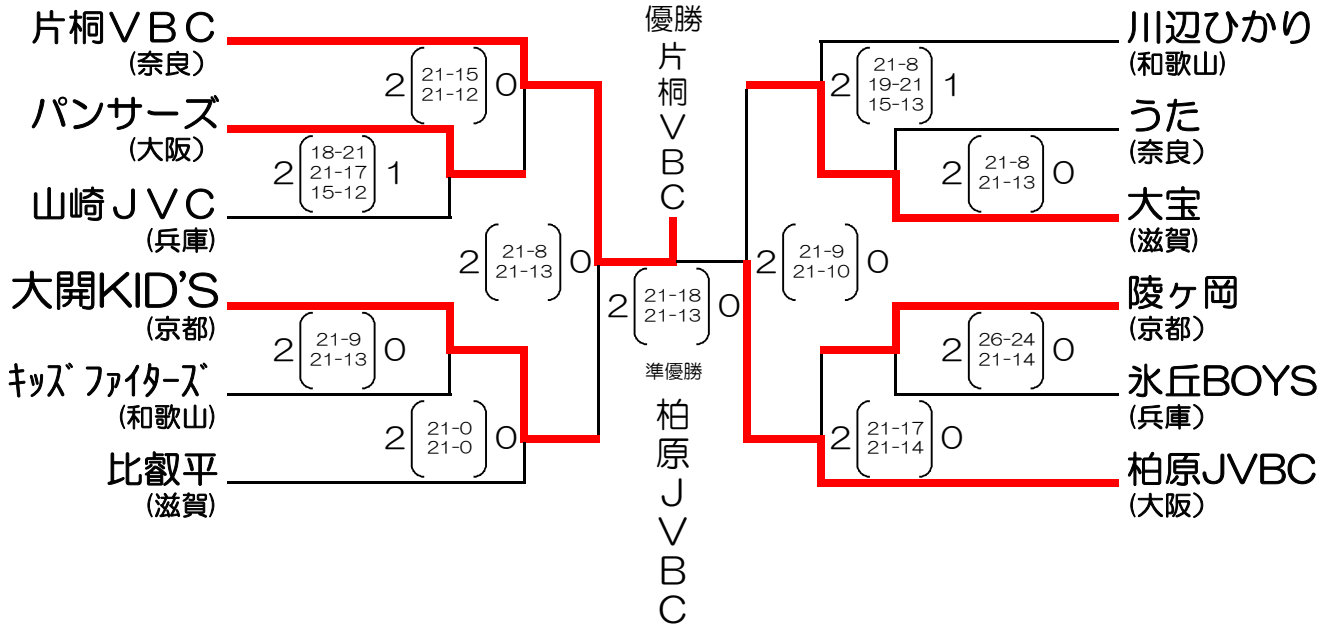 片桐ＶＢＣ
(奈良)
パンサーズ
(大阪)
山崎ＪＶＣ
(兵庫)
大開KID'S
(京都)
ｷｯｽﾞﾌｧｲﾀｰｽﾞ
(和歌山)
比叡平
(滋賀)
2 21-15 0
21-12
18-21
2 21-17 1
15-12
2 21-8 0
21-13
2 21-9 0
21-13
2 21-0 0
21-0
優勝
片桐ＶＢＣ
2 21-18 0
21-13
準優勝
柏原ＪＶＢＣ
21-8
2 19-21 1
15-13
2 21-8 0
21-13
2 21-9 0
21-10
2 26-24 0
21-14
2 21-17 0
21-14
川辺ひかり
(和歌山)
うた
(奈良)
大宝
(滋賀)
陵ヶ岡
(京都)
氷丘BOYS
(兵庫)
柏原JVBC
(大阪)